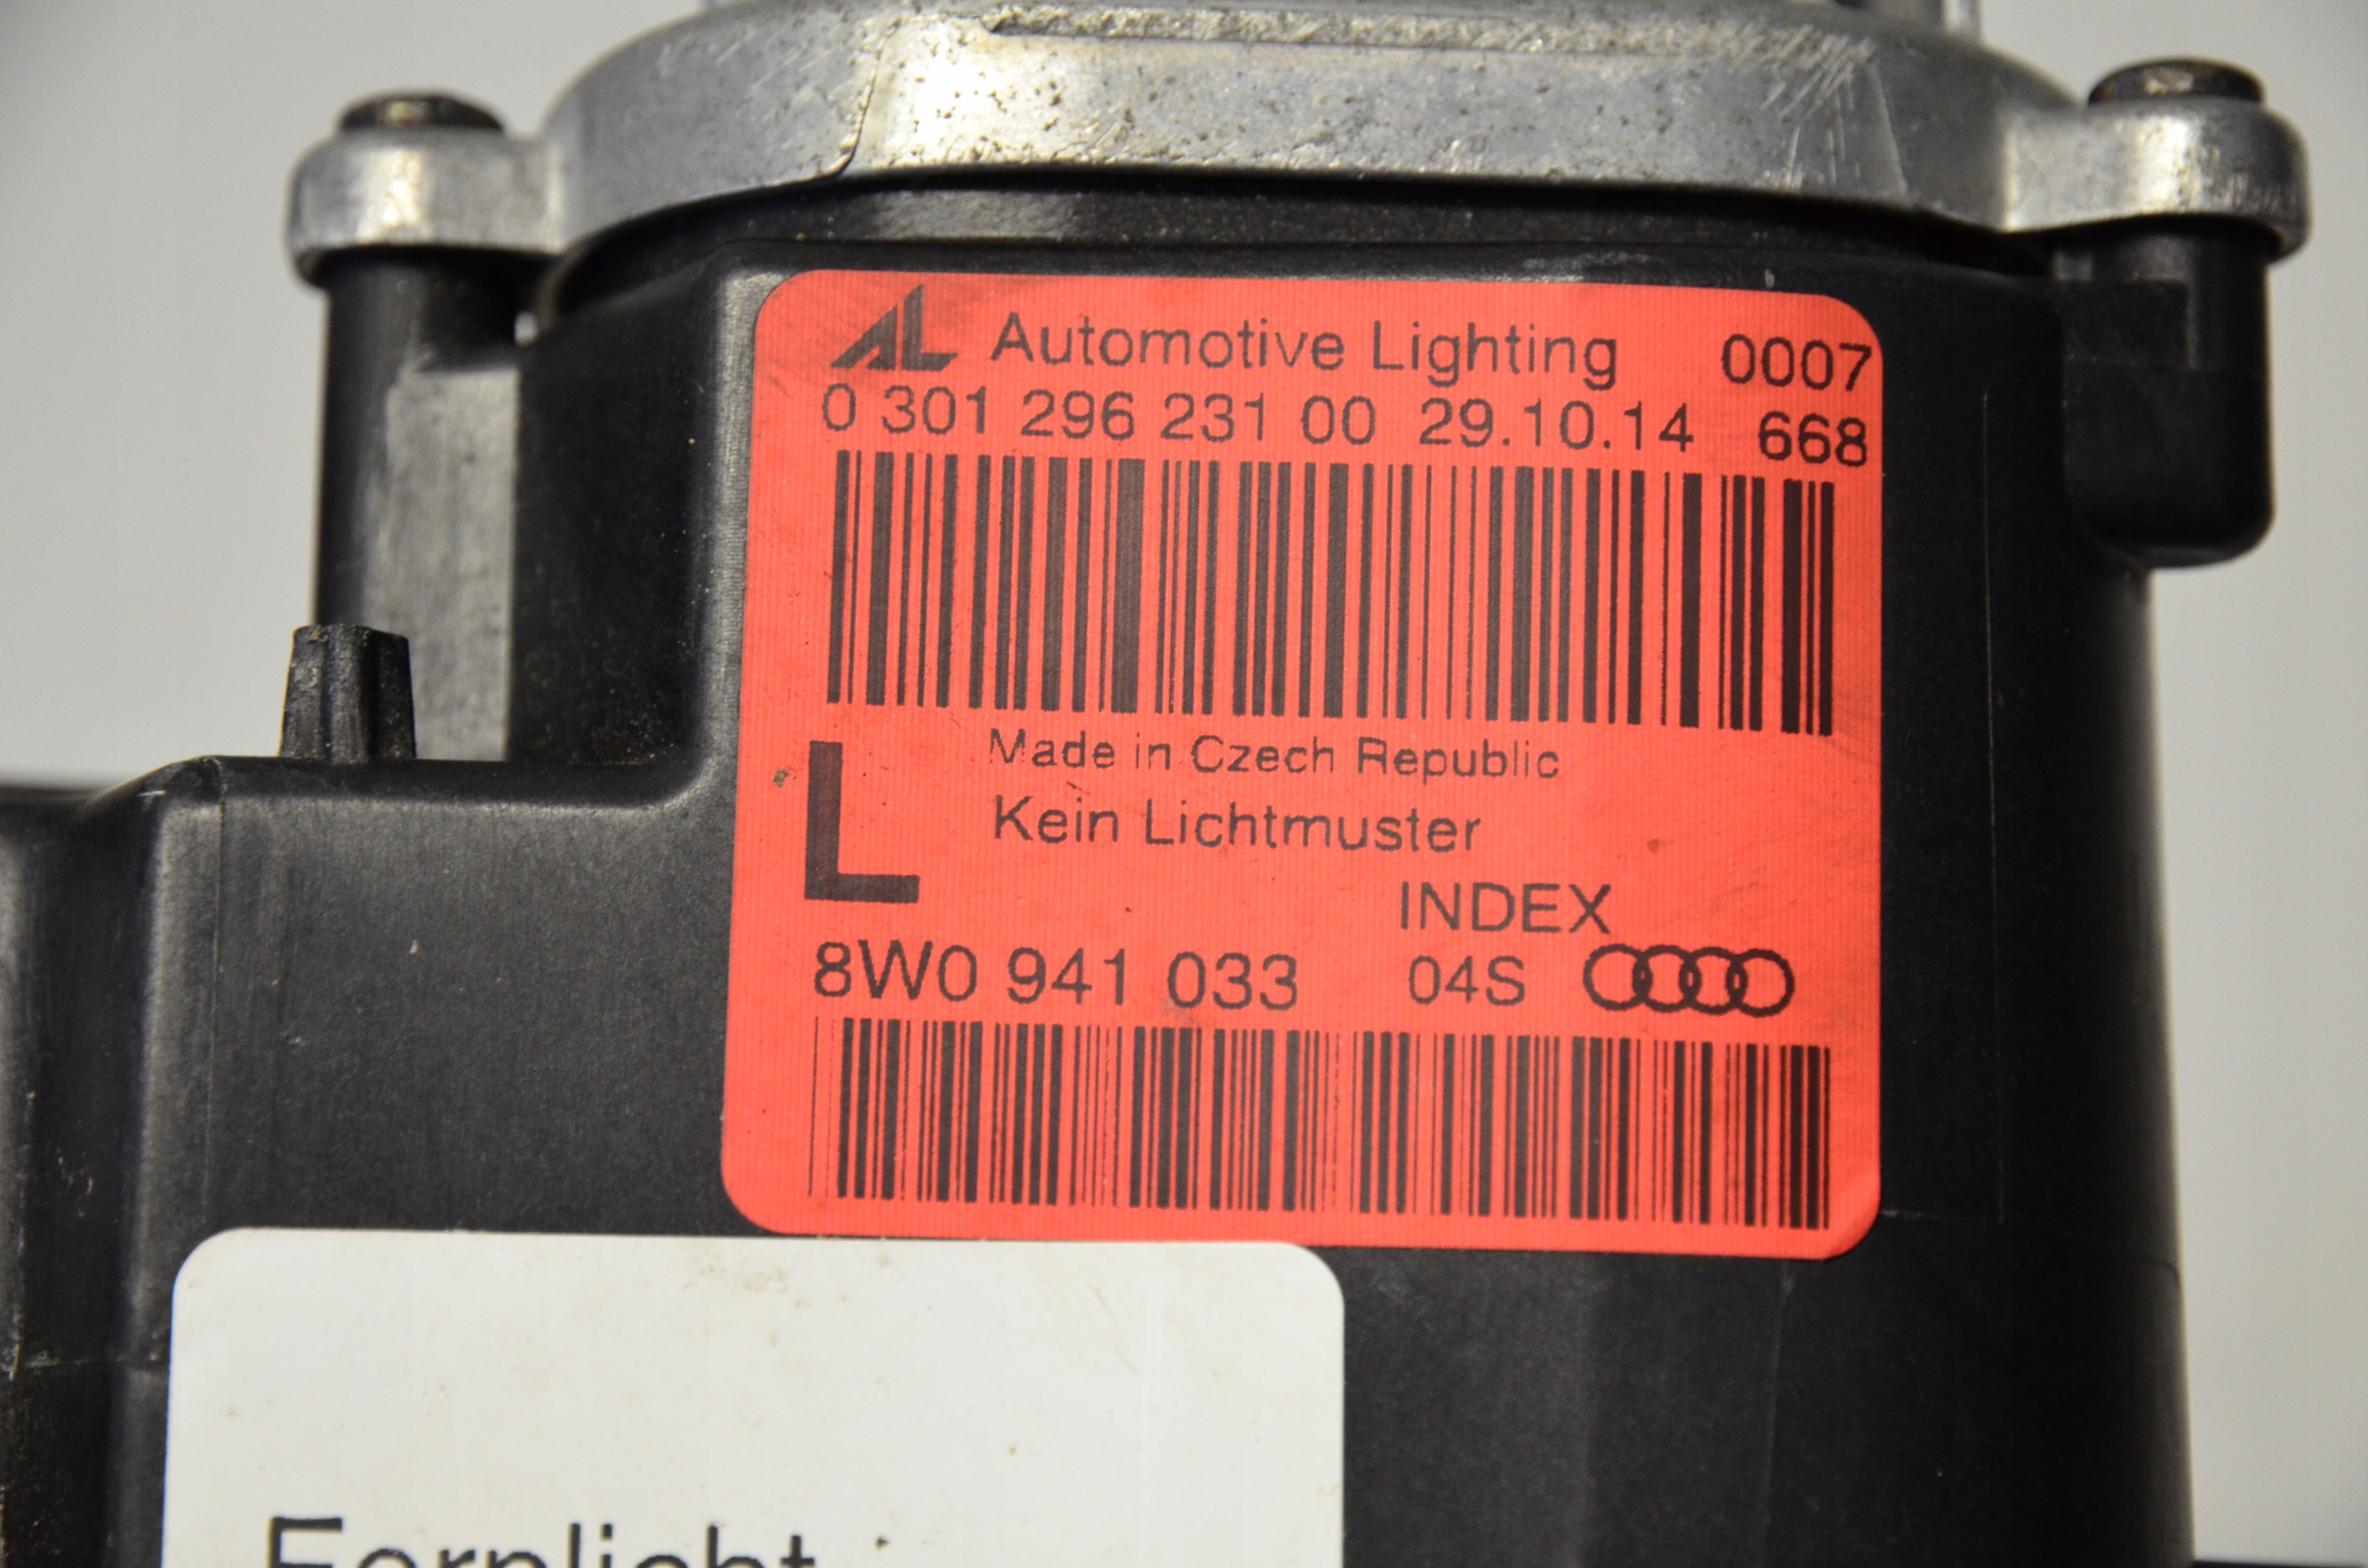 AL Automotive Lighting 0007
0 301 296 231 00 29.10.14 668
Made in Czech Republic
L Kein Lichtmuster
INDEX
8W0 941 033 04S
Fernlicht